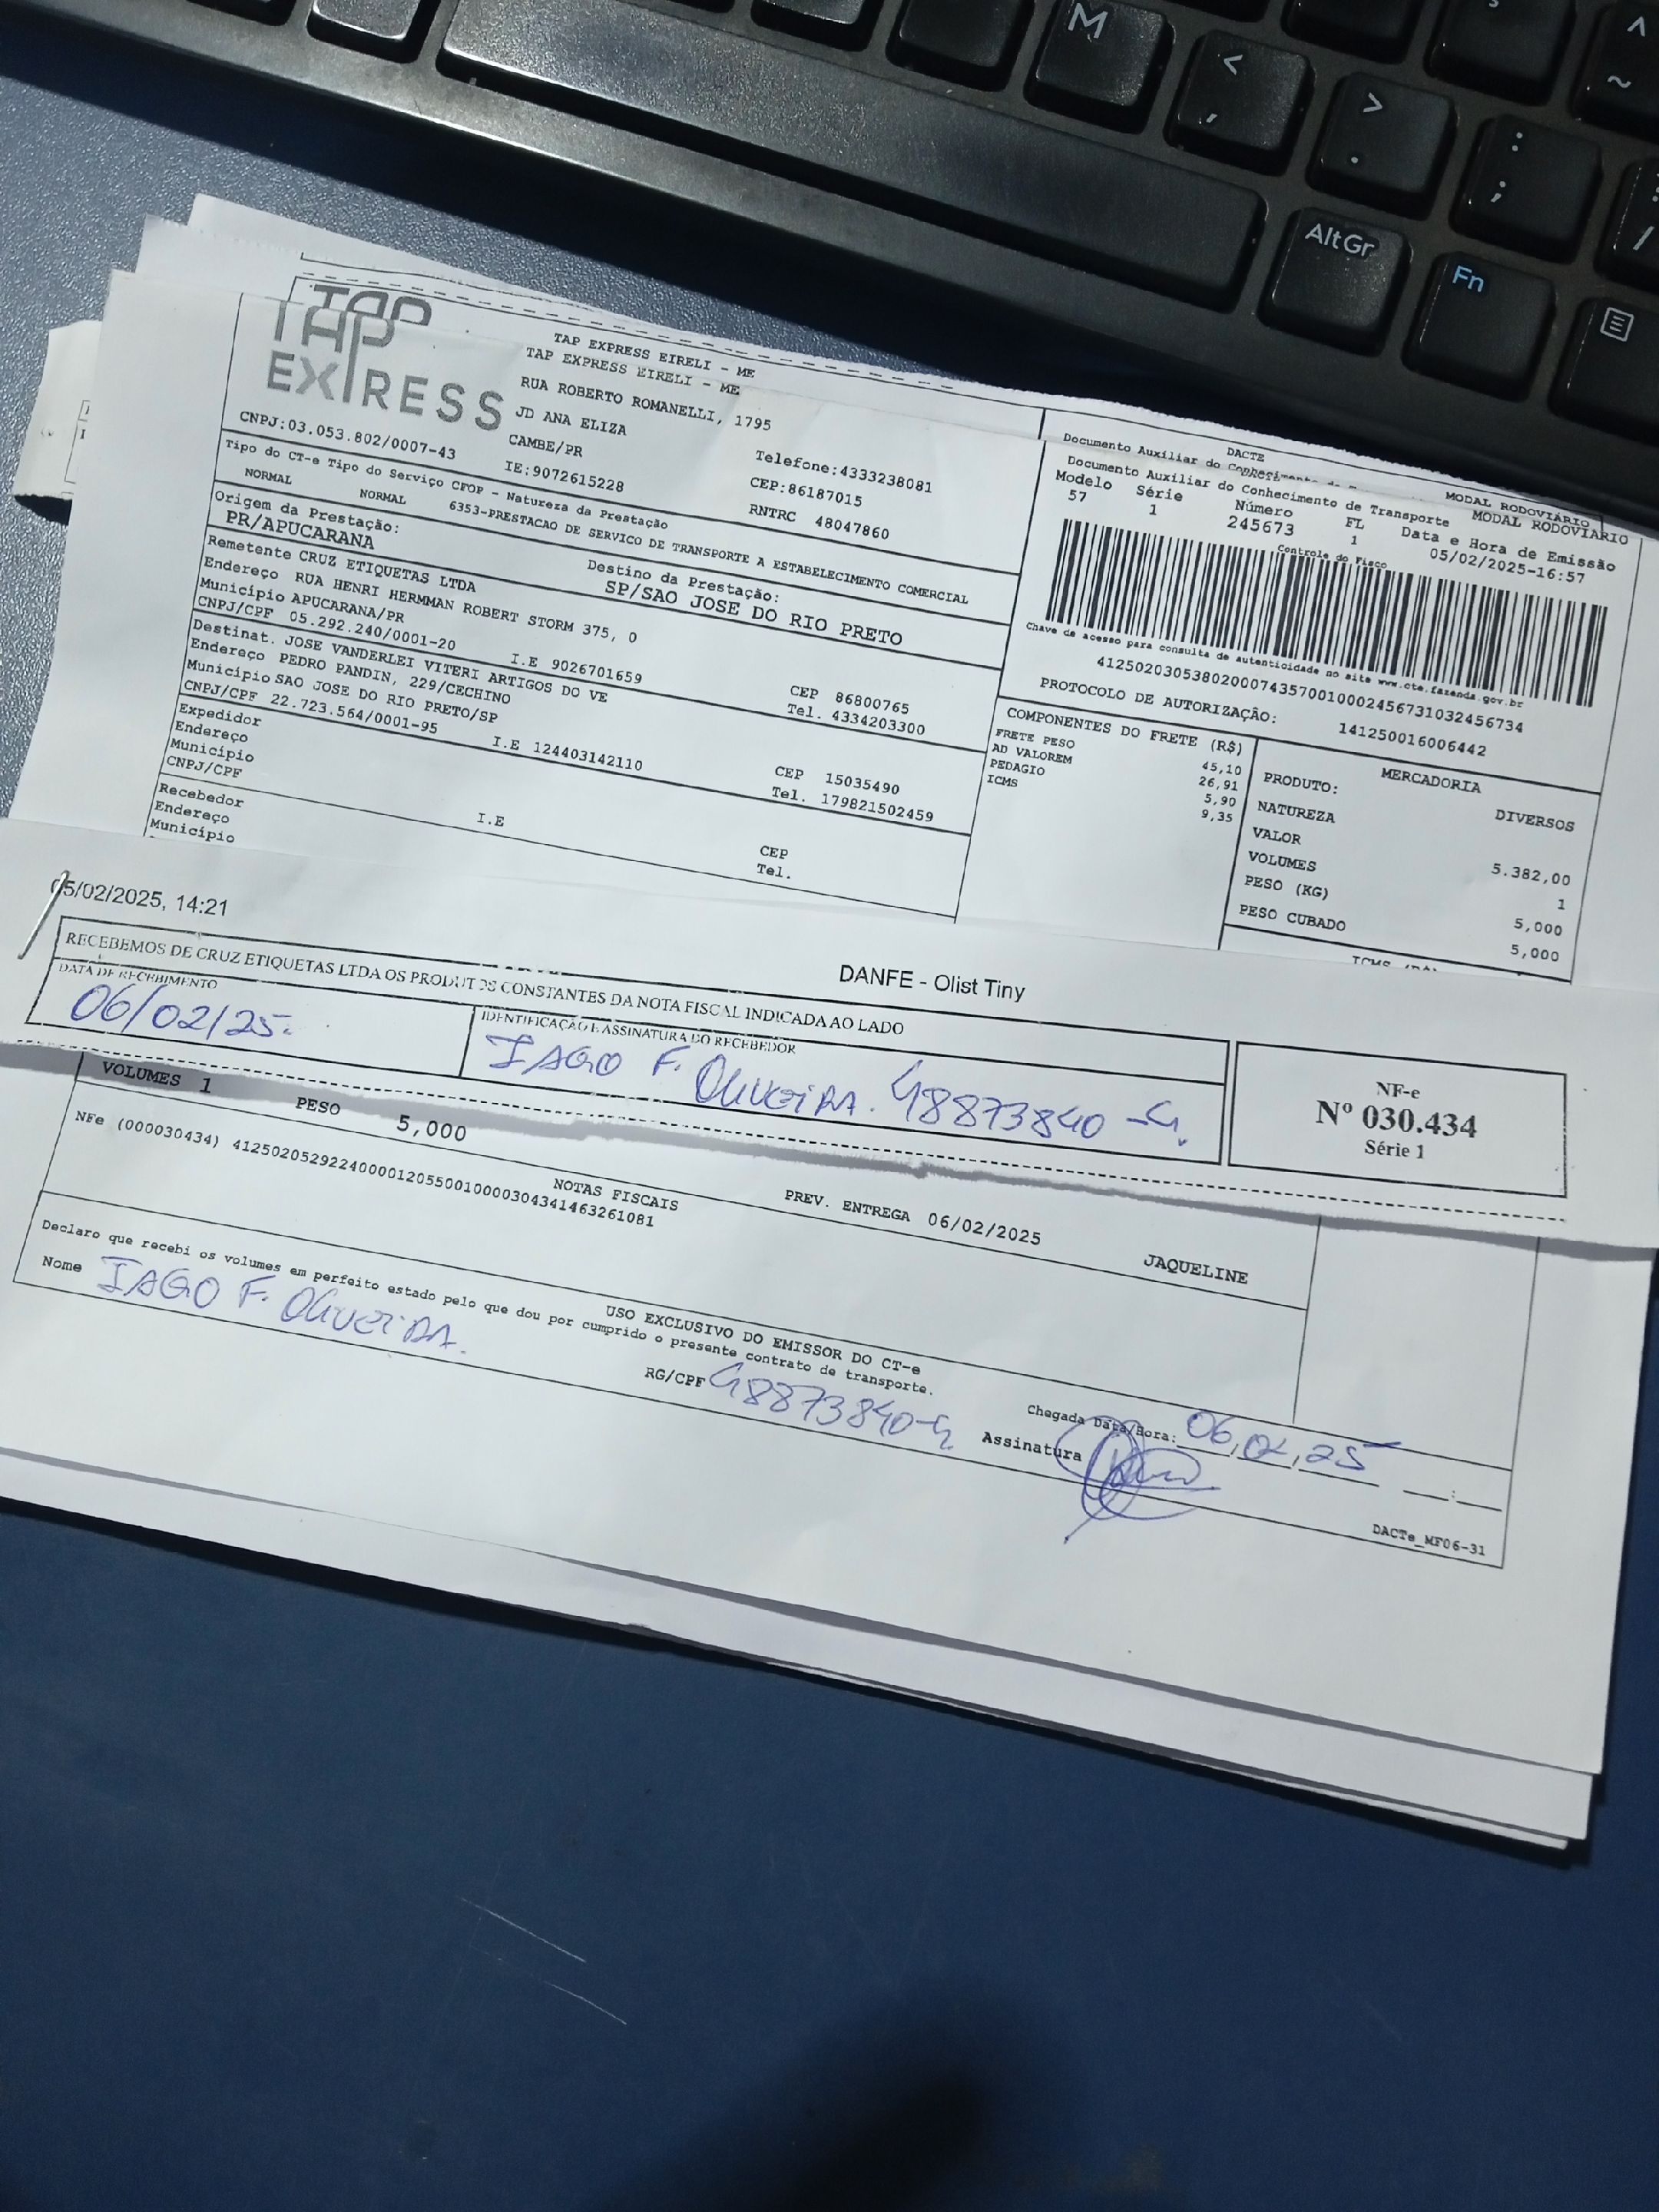 M
<
,
>
.
:
;
^
~
/
AltGr
Fn
TAP
TAP
EXPRESS
TAP EXPRESS EIRELI - ME
TAP EXPRESS EIRELI - ME
RUA ROBERTO ROMANELLI, 1795
JD ANA ELIZA
CAMBE/PR
IE:9072615228
Telefone:4333238081
CEP:86187015
RNTRC 48047860
CNPJ:03.053.802/0007-43
Tipo do CT-e Tipo do Serviço CFOP - Natureza da Prestação
NORMAL NORMAL 6353-PRESTACAO DE SERVICO DE TRANSPORTE A ESTABELECIMENTO COMERCIAL
Origem da Prestação:
PR/APUCARANA
Destino da Prestação:
SP/SAO JOSE DO RIO PRETO
Remetente CRUZ ETIQUETAS LTDA
Endereço RUA HENRI HERMMAN ROBERT STORM 375, 0
Município APUCARANA/PR
CEP 86800765
CNPJ/CPF 05.292.240/0001-20 I.E 9026701659 Tel. 4334203300
Destinat. JOSE VANDERLEI VITERI ARTIGOS DO VE
Endereço PEDRO PANDIN, 229/CECHINO
Município SAO JOSE DO RIO PRETO/SP
CEP 15035490
CNPJ/CPF 22.723.564/0001-95 I.E 124403142110 Tel. 179821502459
Expedidor
Endereço
Município
CEP
CNPJ/CPF I.E Tel.
Recebedor
Endereço
Município
DACTE
MODAL RODOVIÁRIO
Documento Auxiliar do Conhecimento de
Documento Auxiliar do Conhecimento de Transporte MODAL RODOVIÁRIO
Modelo Série Número FL Data e Hora de Emissão
57 1 245673 1 05/02/2025-16:57
Controle do Fisco
Chave de acesso para consulta de autenticidade no site www.cte.fazenda.gov.br
41250203053802000743570010002456731032456734
PROTOCOLO DE AUTORIZAÇÃO: 141250016006442
COMPONENTES DO FRETE (R$)
FRETE PESO 45,10
AD VALOREM 26,91
PEDAGIO 5,90
ICMS 9,35
MERCADORIA
PRODUTO: DIVERSOS
NATUREZA
VALOR 5.382,00
VOLUMES 1
PESO (KG) 5,000
PESO CUBADO 5,000
05/02/2025, 14:21
DANFE - Olist Tiny
RECEBEMOS DE CRUZ ETIQUETAS LTDA OS PRODUTOS CONSTANTES DA NOTA FISCAL INDICADA AO LADO
DATA DE RECEBIMENTO
06/02/25.
IDENTIFICAÇÃO E ASSINATURA DO RECEBEDOR
IAGO F. OLIVEIRA. 48873840-4.
NF-e
Nº 030.434
Série 1
VOLUMES 1 PESO 5,000
PREV. ENTREGA 06/02/2025
NOTAS FISCAIS
JAQUELINE
NFe (000030434) 41250205292240000120550010000304341463261081
USO EXCLUSIVO DO EMISSOR DO CT-e
Declaro que recebi os volumes em perfeito estado pelo que dou por cumprido o presente contrato de transporte.
Nome IAGO F. OLIVEIRA.
RG/CPF 48873840-4
Chegada Data/Hora: 06,02,25 __:__
Assinatura
DACTe_MF06-31